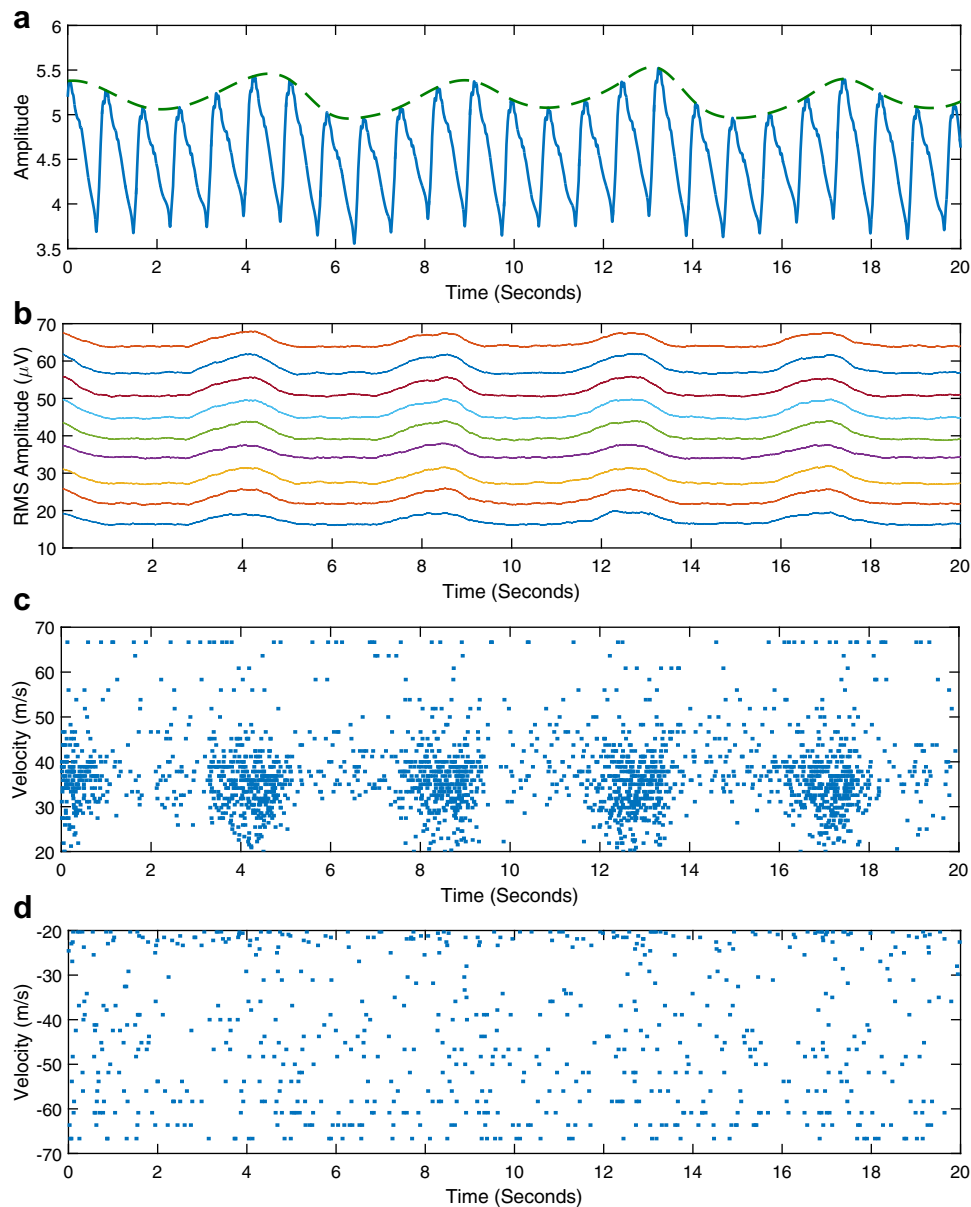 a
6
5.5
5
4.5
4
3.5
Amplitude
0 2 4 6 8 10 12 14 16 18 20
Time (Seconds)
b
70
60
50
40
30
20
10
RMS Amplitude (μV)
2 4 6 8 10 12 14 16 18 20
Time (Seconds)
c
70
60
50
40
30
20
Velocity (m/s)
0 2 4 6 8 10 12 14 16 18 20
Time (Seconds)
d
-20
-30
-40
-50
-60
-70
Velocity (m/s)
0 2 4 6 8 10 12 14 16 18 20
Time (Seconds)